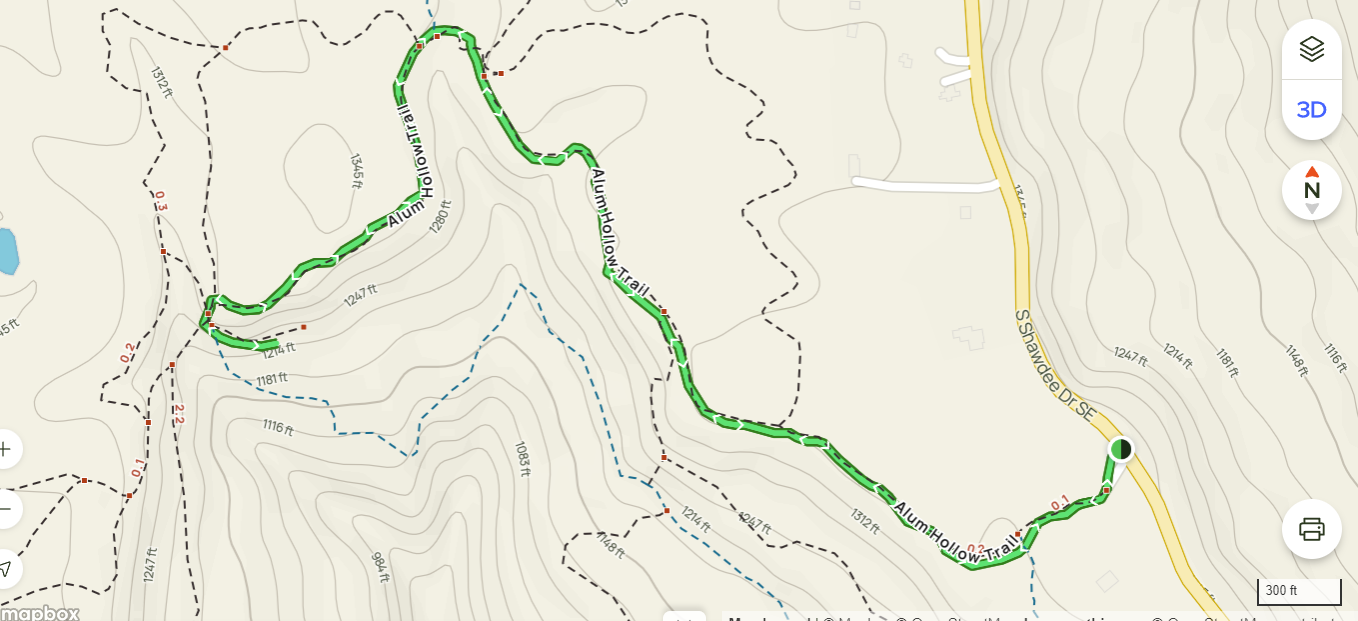 1312 ft
3D
N
1345 ft
Alum Hollow Trail
0.3
1280 ft
Alum Hollow Trail
1247 ft
S Shawdee Dr SE
0.2
1214 ft
1181 ft
2.2
1116 ft
1247 ft
1214 ft
1181 ft
1148 ft
1116 ft
0.1
1083 ft
0.1
Alum Hollow Trail
0.2
1214 ft
1247 ft
1312 ft
1148 ft
984 ft
1247 ft
300 ft
mapbox